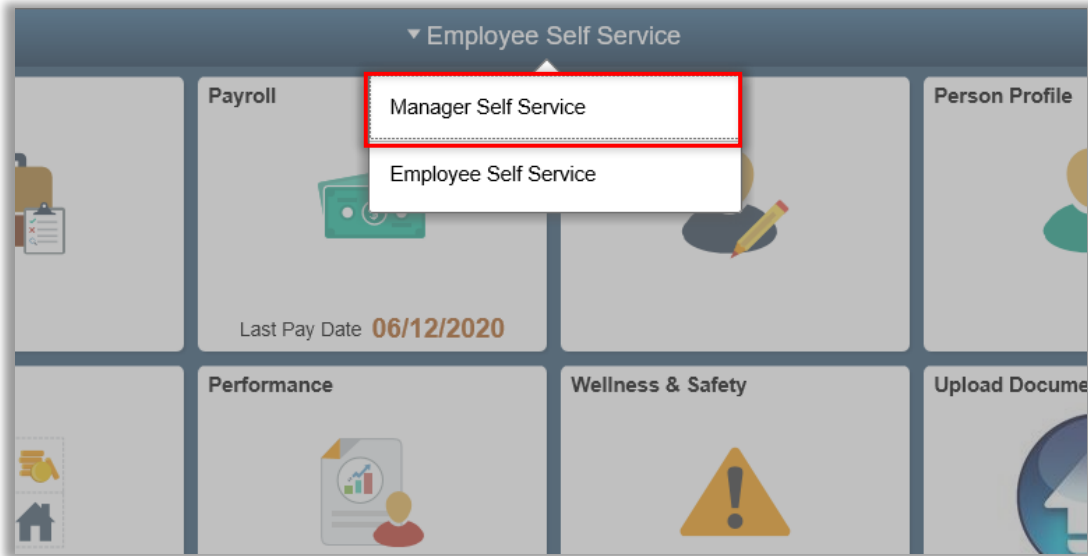 Employee Self Service
Payroll
Manager Self Service
Person Profile
Employee Self Service
Last Pay Date 06/12/2020
Performance
Wellness & Safety
Upload Docume